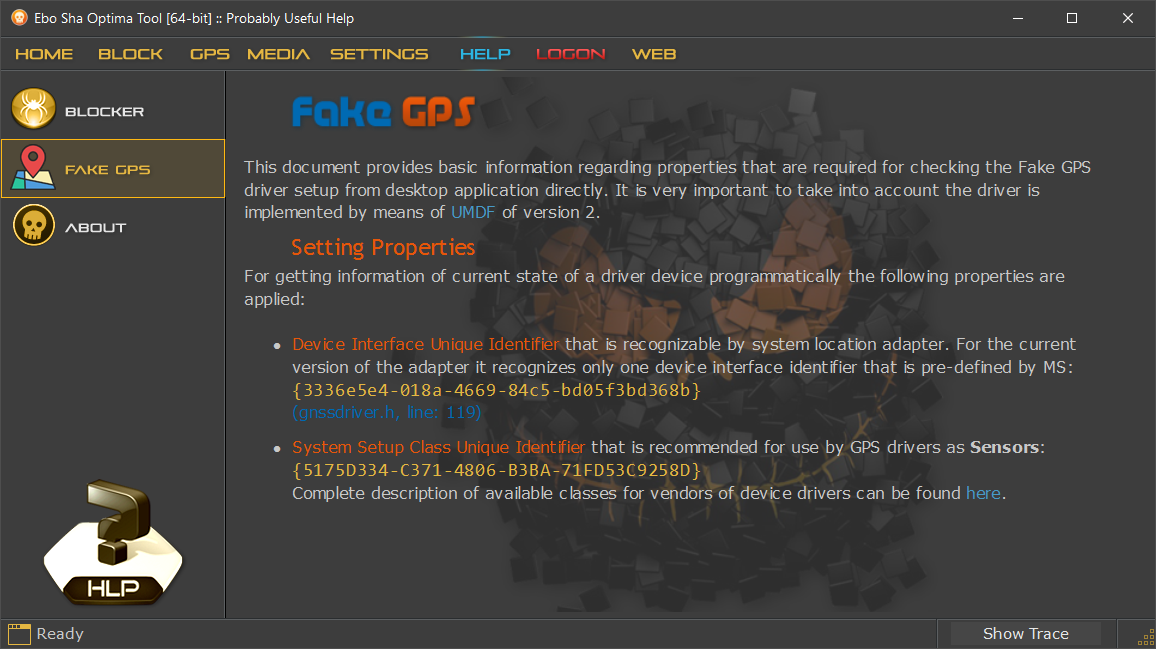 Ebo Sha Optima Tool [64-bit] :: Probably Useful Help
HOME BLOCK GPS MEDIA SETTINGS HELP LOGON WEB
BLOCKER
FAKE GPS
ABOUT
HLP
Fake GPS
This document provides basic information regarding properties that are required for checking the Fake GPS
driver setup from desktop application directly. It is very important to take into account the driver is
implemented by means of UMDF of version 2.
Setting Properties
For getting information of current state of a driver device programmatically the following properties are
applied:
• Device Interface Unique Identifier that is recognizable by system location adapter. For the current
version of the adapter it recognizes only one device interface identifier that is pre-defined by MS:
{3336e5e4-018a-4669-84c5-bd05f3bd368b}
(gnssdriver.h, line: 119)
• System Setup Class Unique Identifier that is recommended for use by GPS drivers as Sensors:
{5175D334-C371-4806-B3BA-71FD53C9258D}
Complete description of available classes for vendors of device drivers can be found here.
Ready
Show Trace